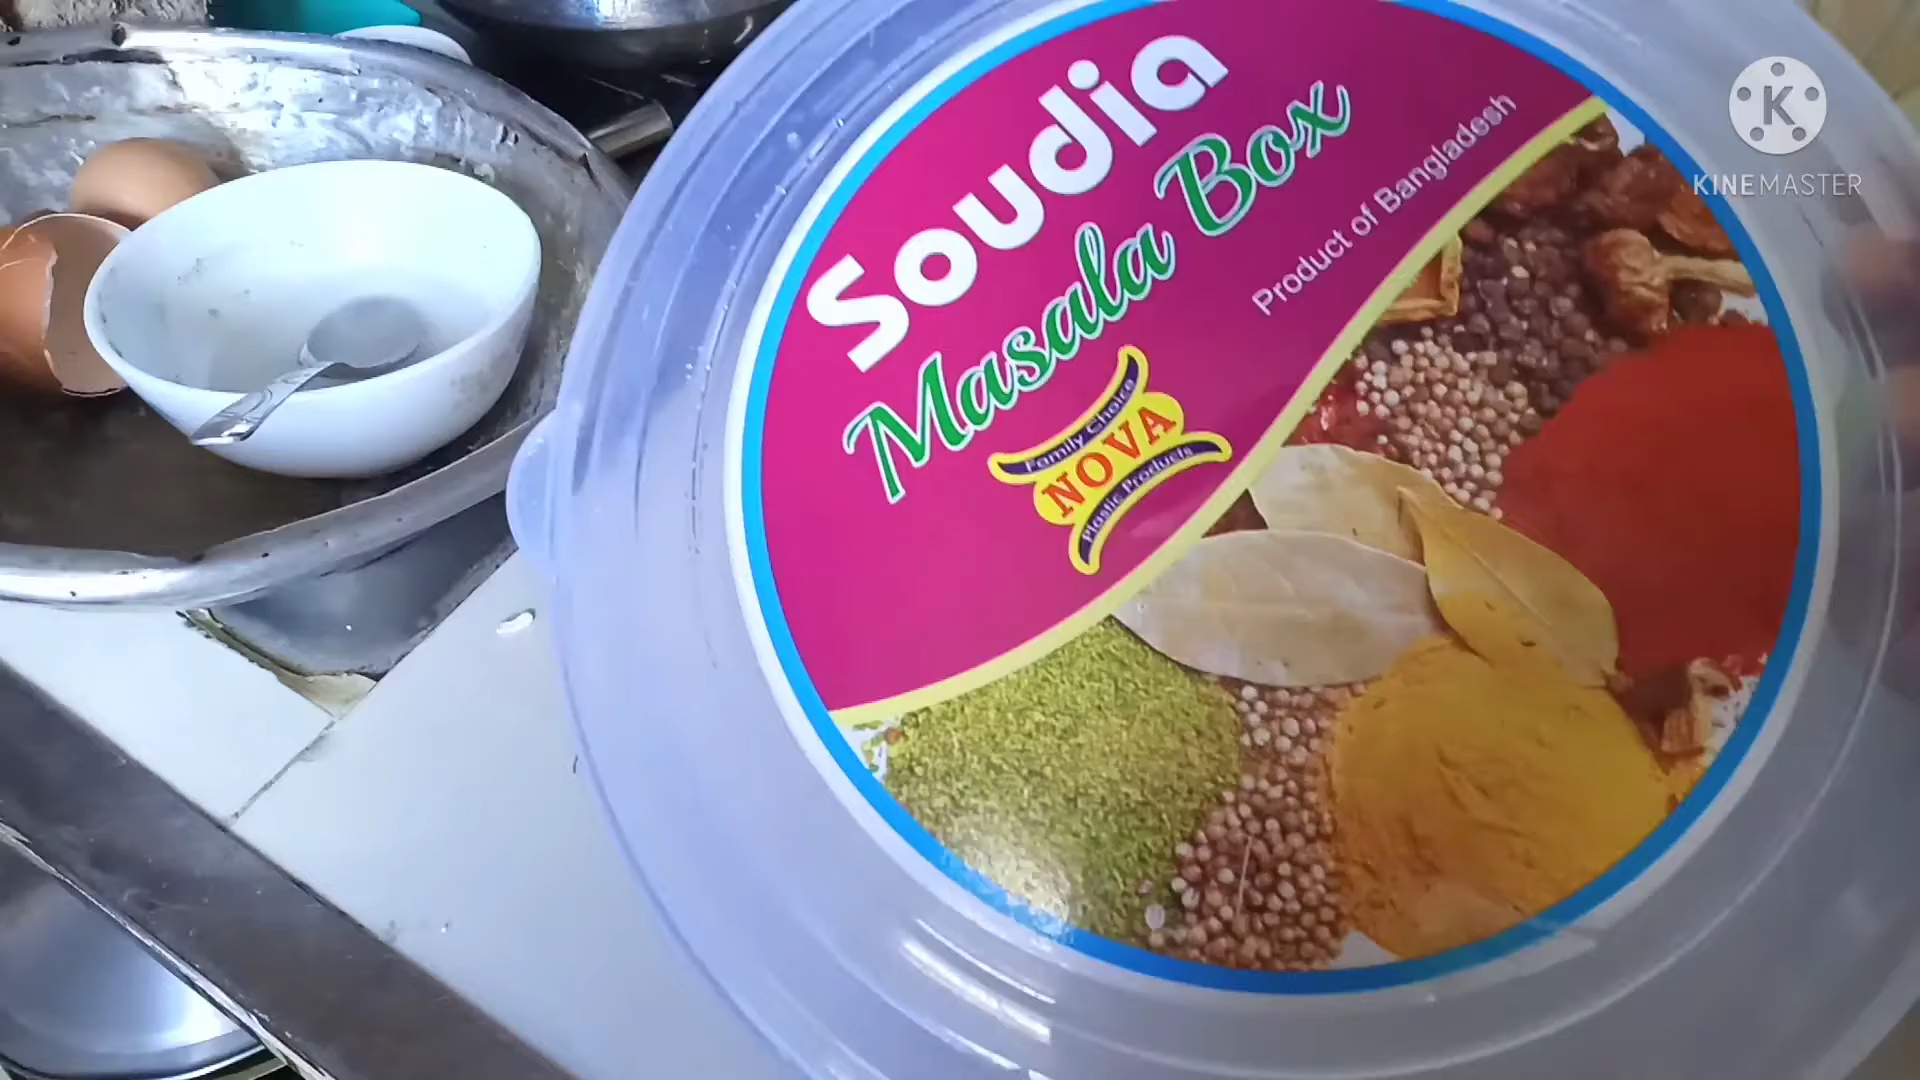 Soudia
Masala Box
Product of Bangladesh
Family Choice
NOVA
Plastic Products
K
KINEMASTER